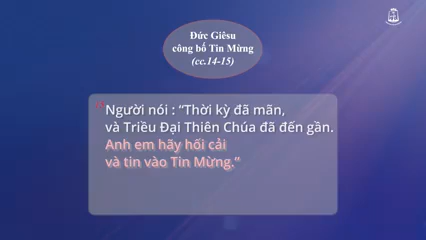 Đức Giêsu
công bố Tin Mừng
(cc.14-15)
Người nói : “Thời kỳ đã mãn,
và Triều Đại Thiên Chúa đã đến gần.
Anh em hãy hối cải
và tin vào Tin Mừng.“